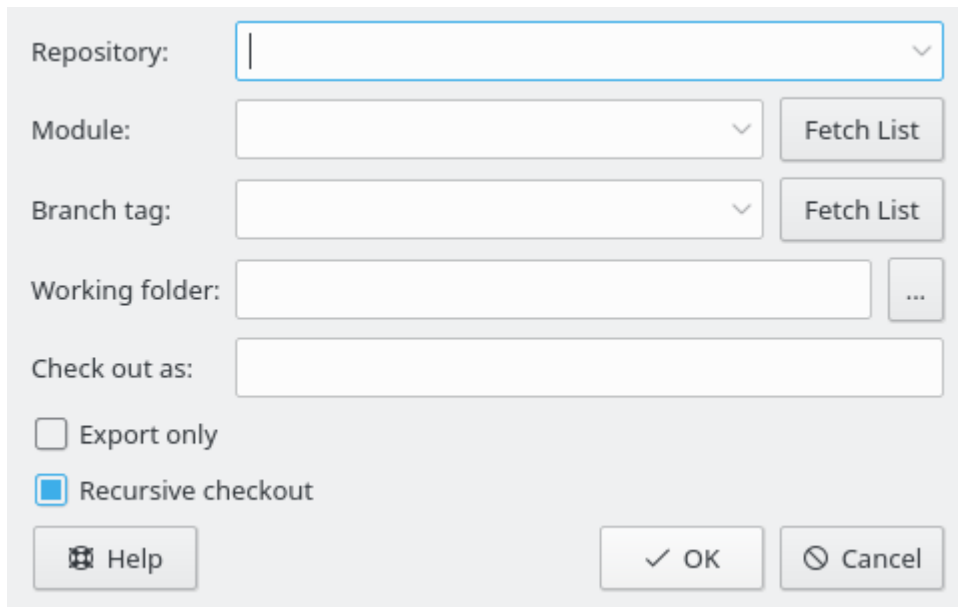 Repository:
Module: Fetch List
Branch tag: Fetch List
Working folder: ...
Check out as:
Export only
Recursive checkout
Help OK Cancel